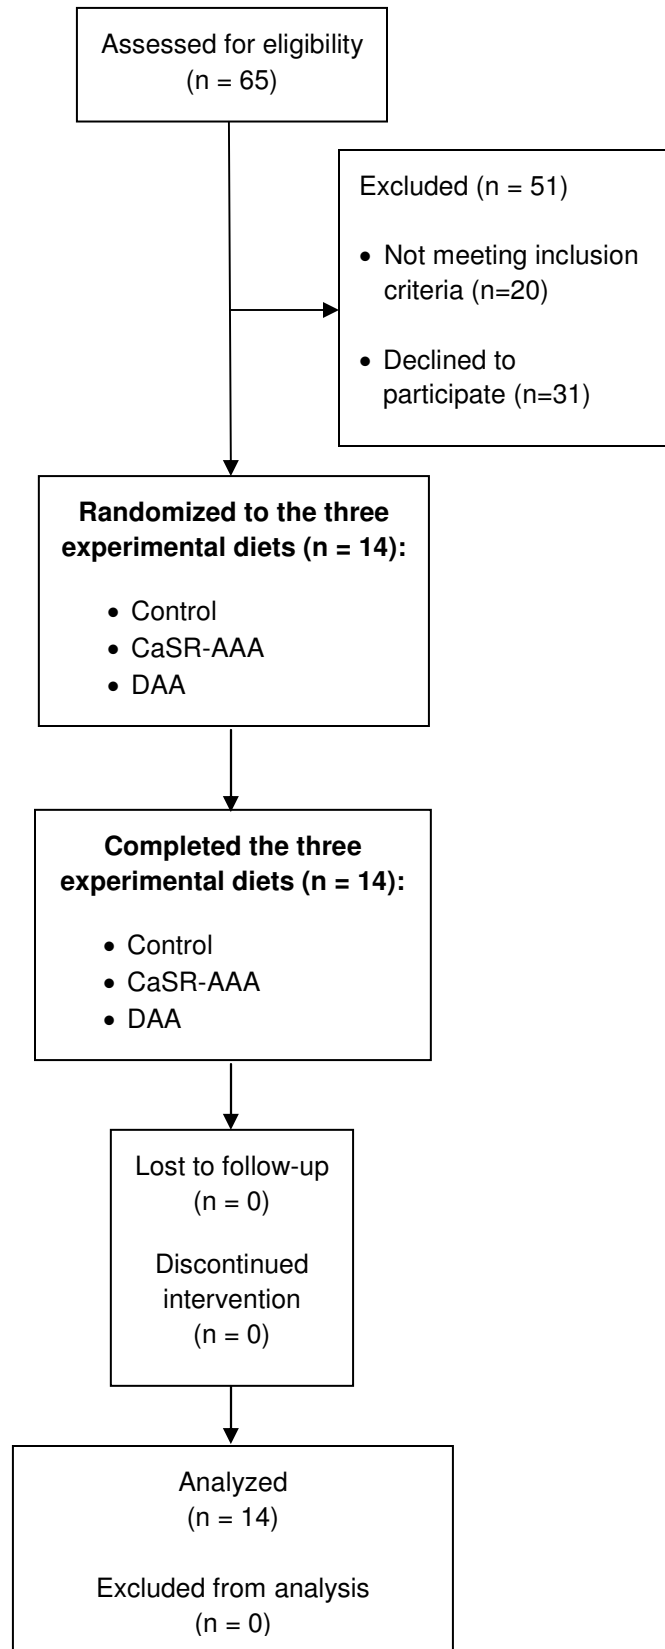 Assessed for eligibility
(n = 65)
Excluded (n = 51)
• Not meeting inclusion
criteria (n=20)
• Declined to
participate (n=31)
Randomized to the three
experimental diets (n = 14):
• Control
• CaSR-AAA
• DAA
Completed the three
experimental diets (n = 14):
• Control
• CaSR-AAA
• DAA
Lost to follow-up
(n = 0)
Discontinued
intervention
(n = 0)
Analyzed
(n = 14)
Excluded from analysis
(n = 0)